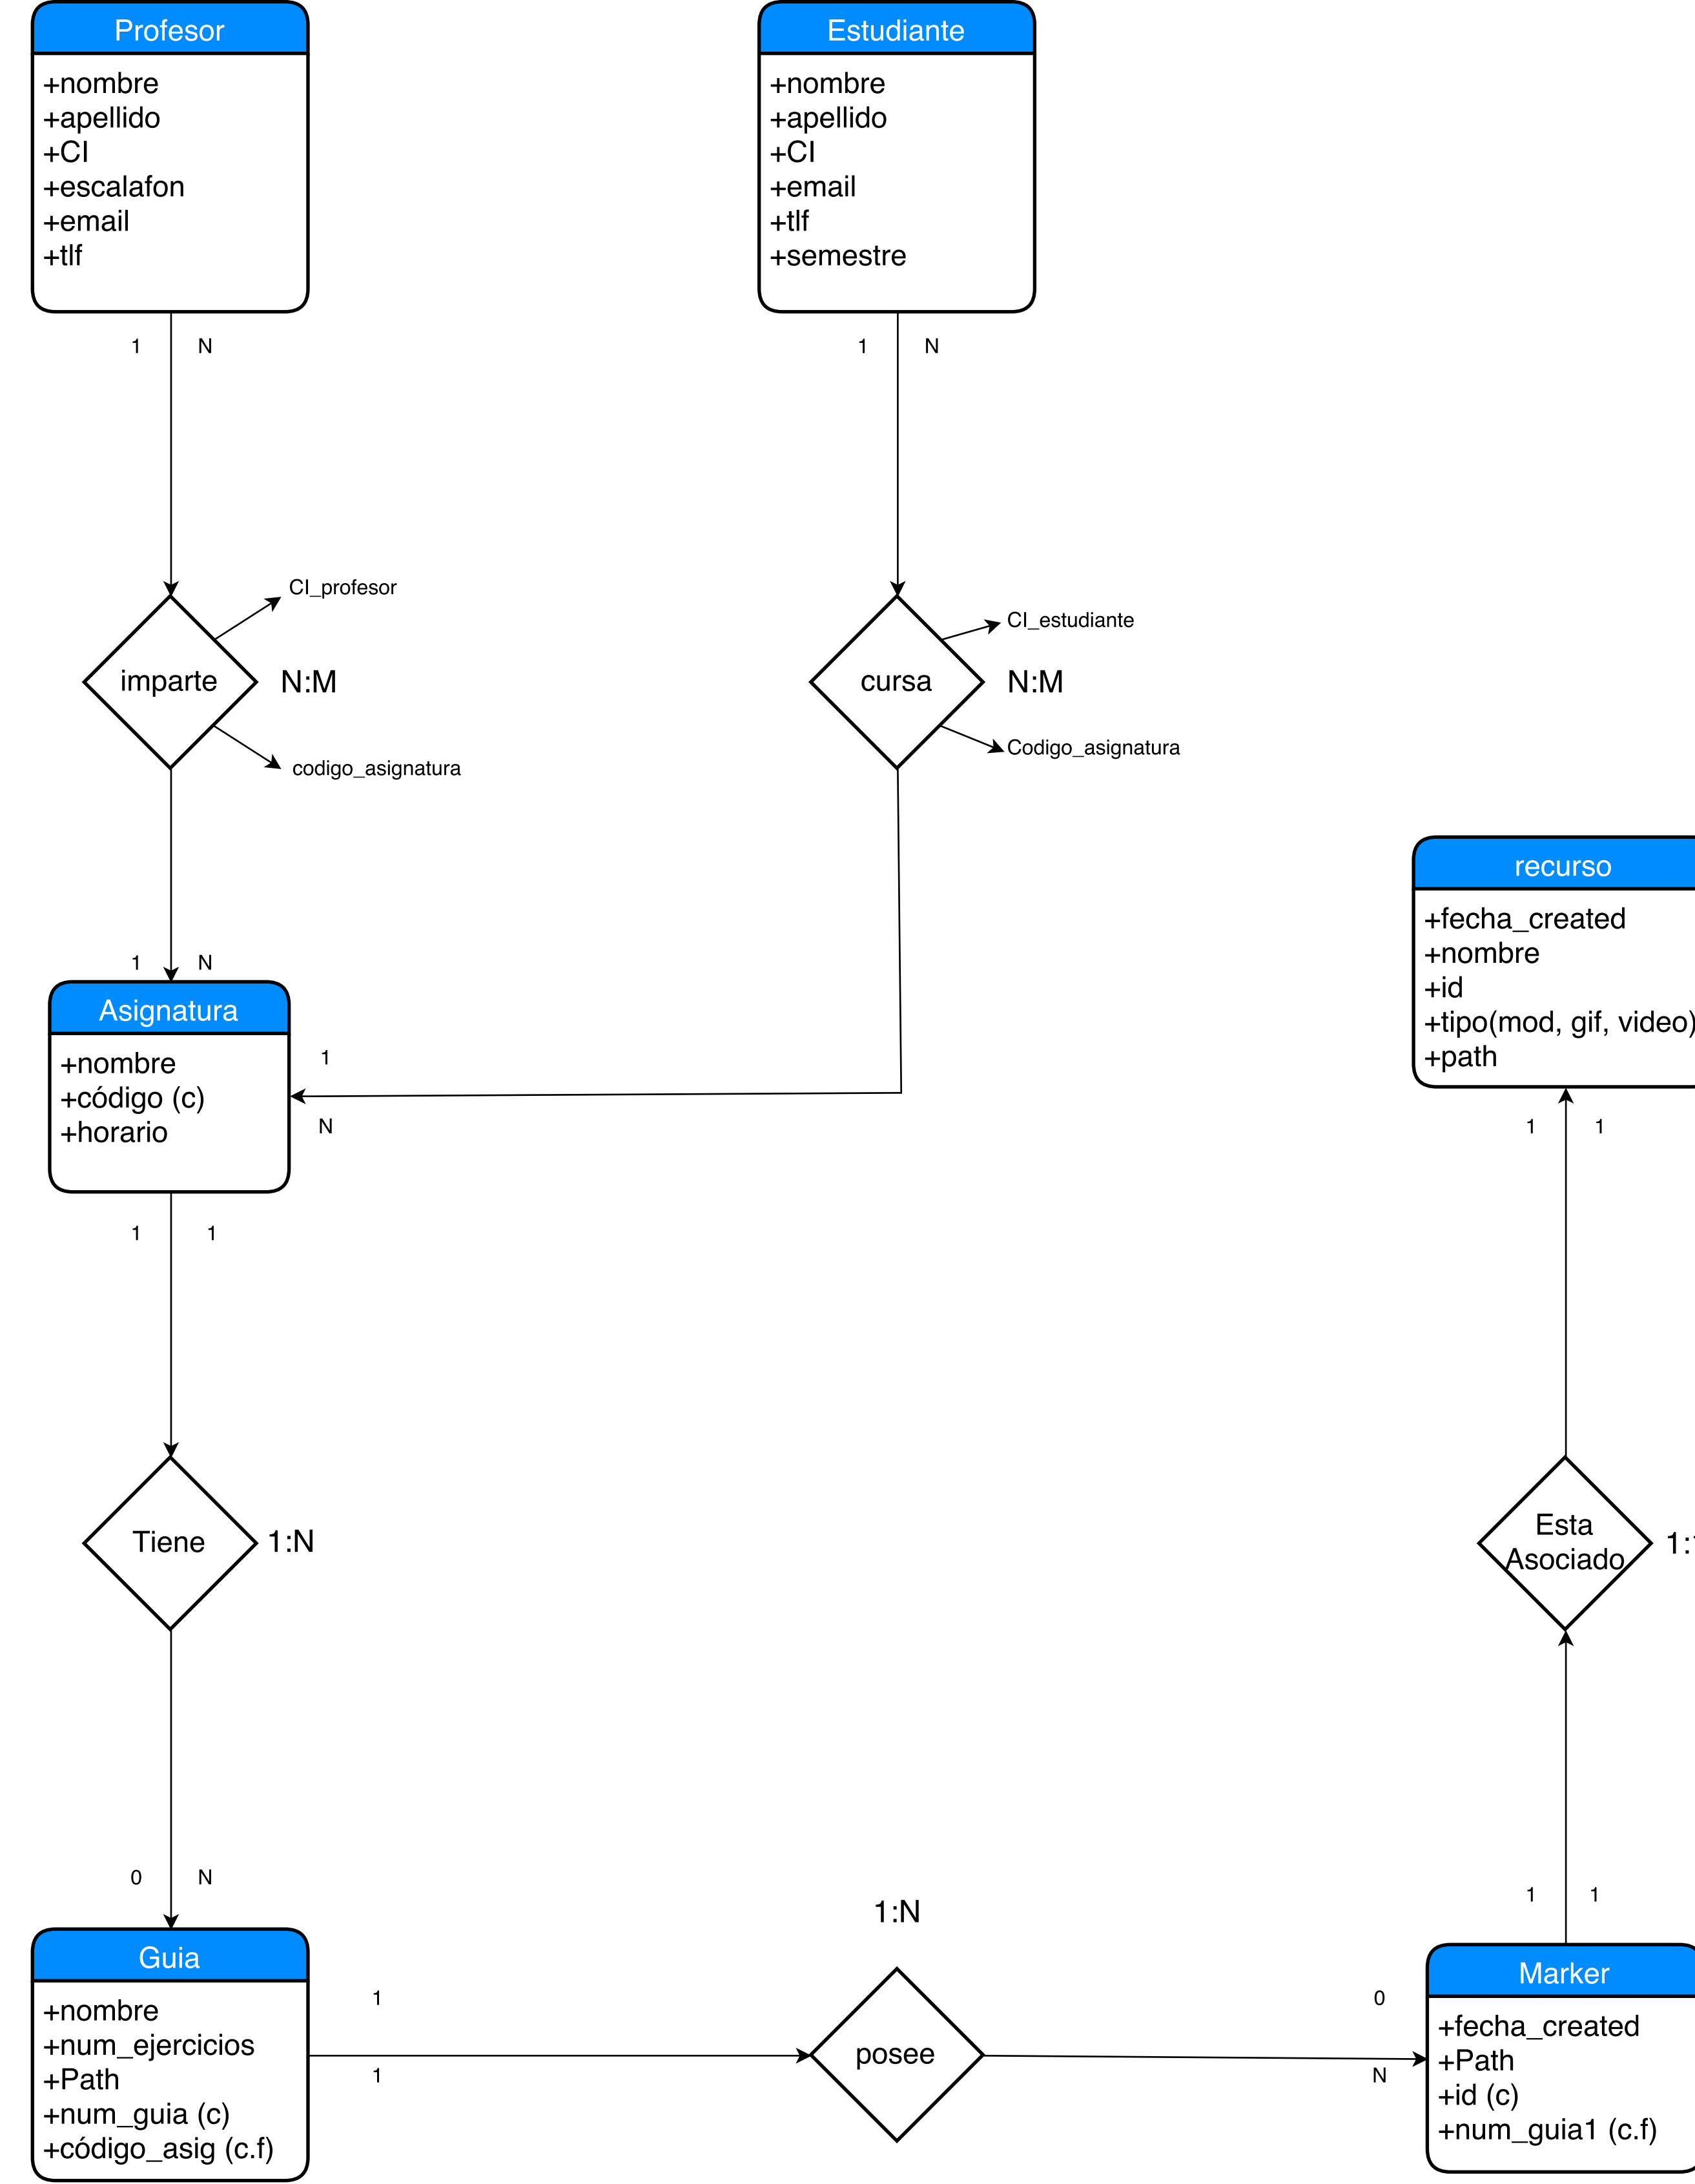 Profesor
+nombre
+apellido
+CI
+escalafon
+email
+tlf
Estudiante
+nombre
+apellido
+CI
+email
+tlf
+semestre
1 N
1 N
CI_profesor
imparte
N:M
codigo_asignatura
CI_estudiante
cursa
N:M
Codigo_asignatura
recurso
+fecha_created
+nombre
+id
+tipo(mod, gif, video)
+path
1 N
Asignatura
+nombre
+código (c)
+horario
1
N
1 1
1 1
Tiene
1:N
Esta
Asociado
0 N
1 1
Guia
+nombre
+num_ejercicios
+Path
+num_guia (c)
+código_asig (c.f)
1
1
1:N
posee
0
N
Marker
+fecha_created
+Path
+id (c)
+num_guia1 (c.f)